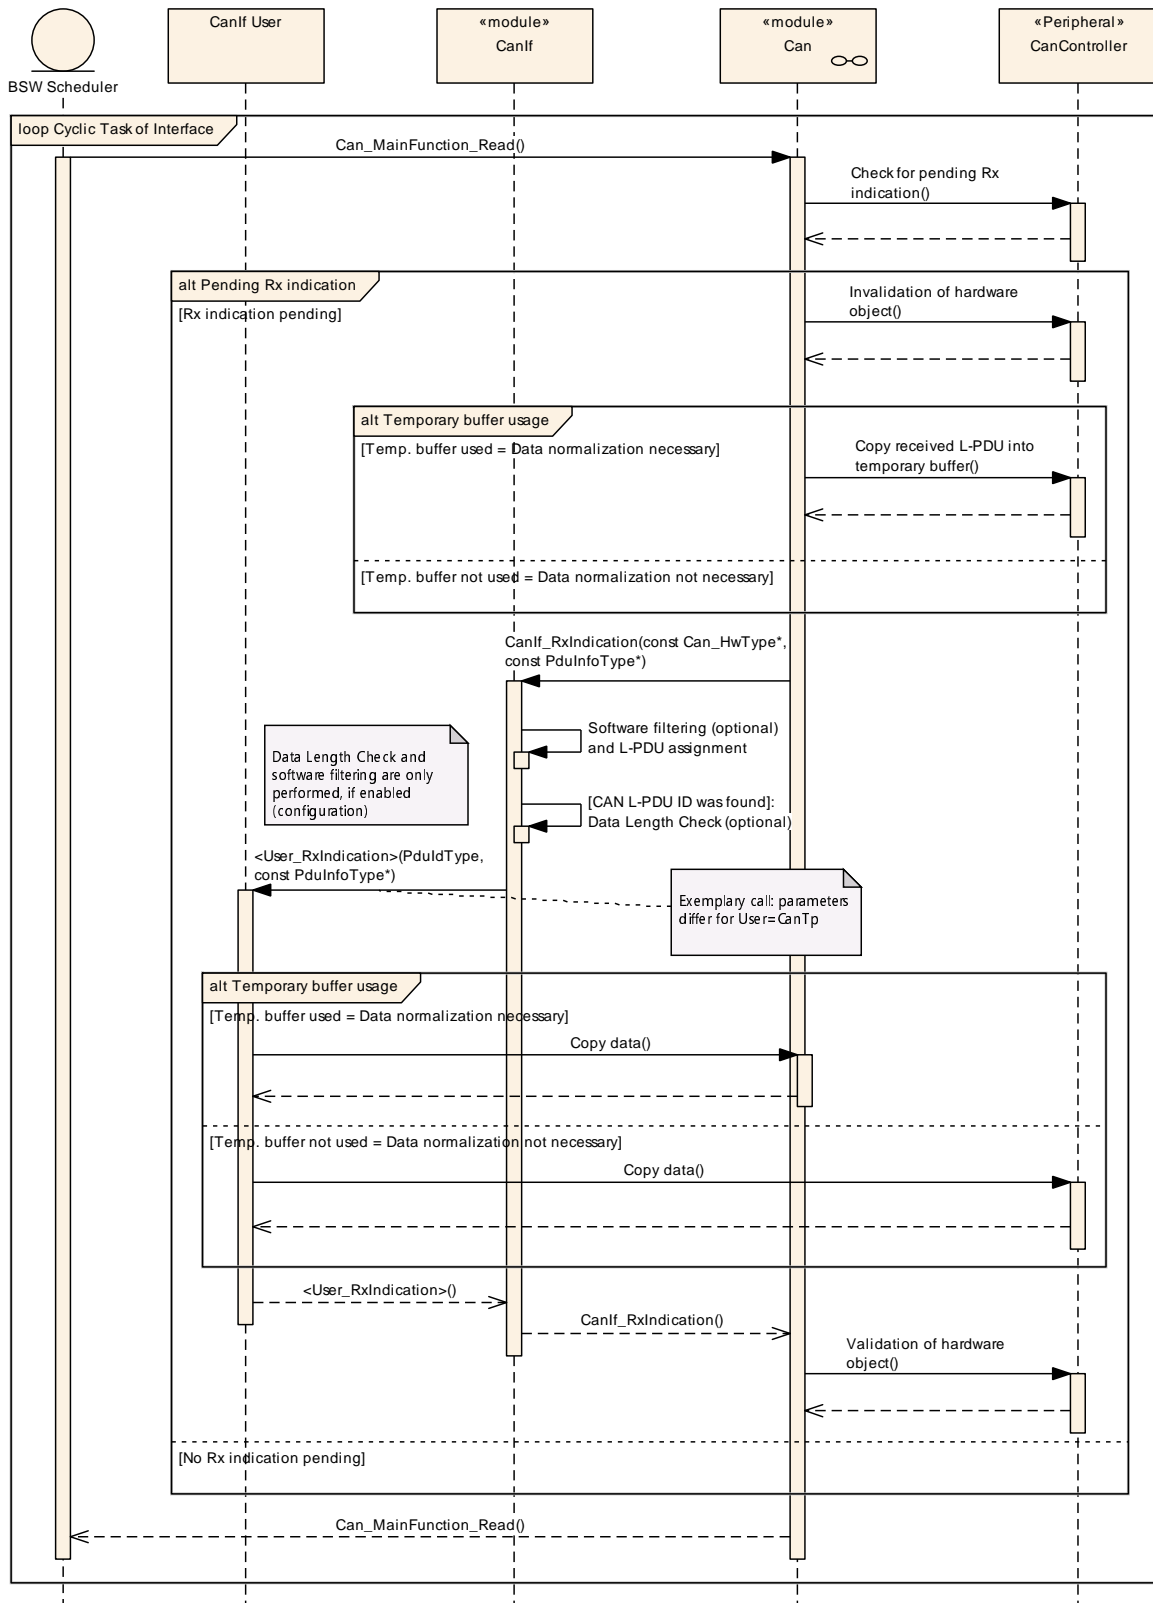 BSW Scheduler
CanIf User
«module»
CanIf
«module»
Can
«Peripheral»
CanController
loop Cyclic Task of Interface
Can_MainFunction_Read()
Check for pending Rx
indication()
alt Pending Rx indication
[Rx indication pending]
Invalidation of hardware
object()
alt Temporary buffer usage
[Temp. buffer used = Data normalization necessary]
Copy received L-PDU into
temporary buffer()
[Temp. buffer not used = Data normalization not necessary]
CanIf_RxIndication(const Can_HwType*,
const PduInfoType*)
Software filtering (optional)
and L-PDU assignment
Data Length Check and
software filtering are only
performed, if enabled
(configuration)
[CAN L-PDU ID was found]:
Data Length Check (optional)
<User_RxIndication>(PduIdType,
const PduInfoType*)
Exemplary call: parameters
differ for User=CanTp
alt Temporary buffer usage
[Temp. buffer used = Data normalization necessary]
Copy data()
[Temp. buffer not used = Data normalization not necessary]
Copy data()
<User_RxIndication>()
CanIf_RxIndication()
Validation of hardware
object()
[No Rx indication pending]
Can_MainFunction_Read()